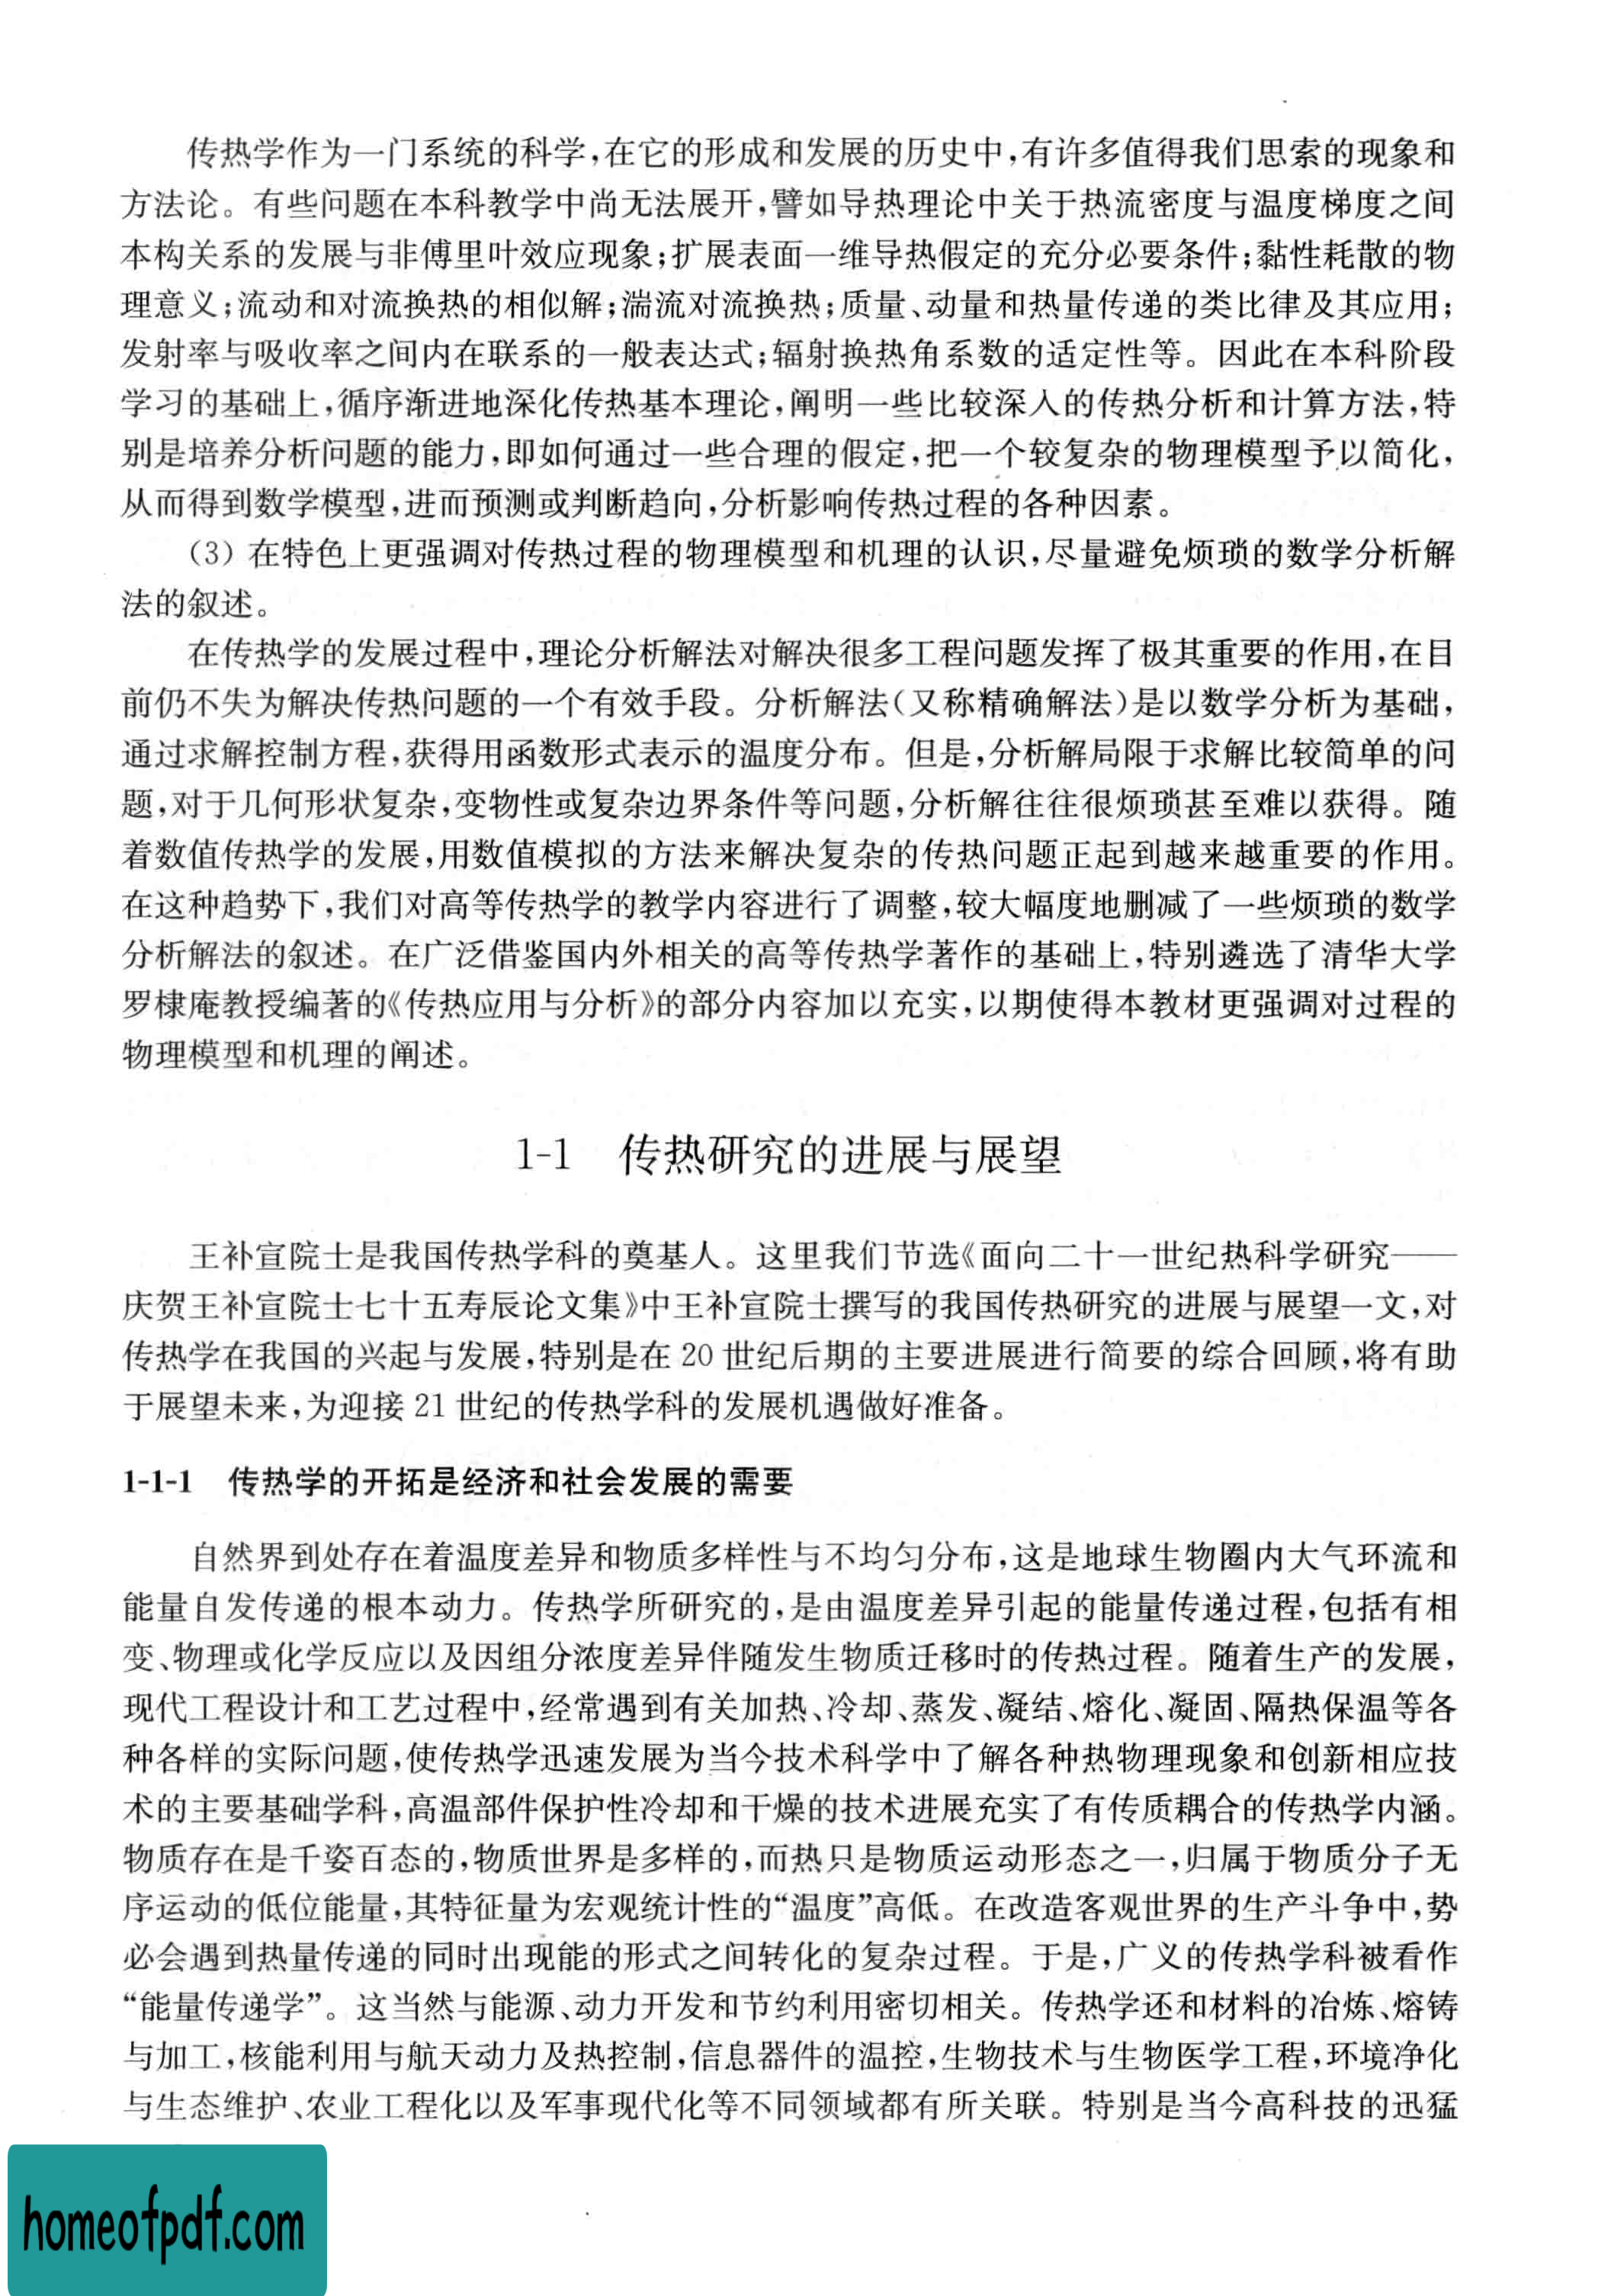 传热学作为一门系统的科学,在它的形成和发展的历史中,有许多值得我们思索的现象和
方法论。有些问题在本科教学中尚无法展开,譬如导热理论中关于热流密度与温度梯度之间
本构关系的发展与非傅里叶效应现象;扩展表面一维导热假定的充分必要条件;黏性耗散的物
理意义;流动和对流换热的相似解;湍流对流换热;质量、动量和热量传递的类比律及其应用;
发射率与吸收率之间内在联系的一般表达式;辐射换热角系数的适定性等。因此在本科阶段
学习的基础上,循序渐进地深化传热基本理论,阐明一些比较深入的传热分析和计算方法,特
别是培养分析问题的能力,即如何通过一些合理的假定,把一个较复杂的物理模型予以简化,
从而得到数学模型,进而预测或判断趋向,分析影响传热过程的各种因素。
(3) 在特色上更强调对传热过程的物理模型和机理的认识,尽量避免烦琐的数学分析解
法的叙述。
在传热学的发展过程中,理论分析解法对解决很多工程问题发挥了极其重要的作用,在目
前仍不失为解决传热问题的一个有效手段。分析解法(又称精确解法)是以数学分析为基础,
通过求解控制方程,获得用函数形式表示的温度分布。但是,分析解局限于求解比较简单的问
题,对于几何形状复杂,变物性或复杂边界条件等问题,分析解往往很烦琐甚至难以获得。随
着数值传热学的发展,用数值模拟的方法来解决复杂的传热问题正起到越来越重要的作用。
在这种趋势下,我们对高等传热学的教学内容进行了调整,较大幅度地删减了一些烦琐的数学
分析解法的叙述。在广泛借鉴国内外相关的高等传热学著作的基础上,特别遴选了清华大学
罗棣庵教授编著的《传热应用与分析》的部分内容加以充实,以期使得本教材更强调对过程的
物理模型和机理的阐述。
1-1 传热研究的进展与展望
王补宣院士是我国传热学科的奠基人。这里我们节选《面向二十一世纪热科学研究——
庆贺王补宣院士七十五寿辰论文集》中王补宣院士撰写的我国传热研究的进展与展望一文,对
传热学在我国的兴起与发展,特别是在 20 世纪后期的主要进展进行简要的综合回顾,将有助
于展望未来,为迎接 21 世纪的传热学科的发展机遇做好准备。
1-1-1 传热学的开拓是经济和社会发展的需要
自然界到处存在着温度差异和物质多样性与不均匀分布,这是地球生物圈内大气环流和
能量自发传递的根本动力。传热学所研究的,是由温度差异引起的能量传递过程,包括有相
变、物理或化学反应以及因组分浓度差异伴随发生物质迁移时的传热过程。随着生产的发展,
现代工程设计和工艺过程中,经常遇到有关加热、冷却、蒸发、凝结、熔化、凝固、隔热保温等各
种各样的实际问题,使传热学迅速发展为当今技术科学中了解各种热物理现象和创新相应技
术的主要基础学科,高温部件保护性冷却和干燥的技术进展充实了有传质耦合的传热学内涵。
物质存在是千姿百态的,物质世界是多样的,而热只是物质运动形态之一,归属于物质分子无
序运动的低位能量,其特征量为宏观统计性的“温度”高低。在改造客观世界的生产斗争中,势
必会遇到热量传递的同时出现能的形式之间转化的复杂过程。于是,广义的传热学科被看作
“能量传递学”。这当然与能源、动力开发和节约利用密切相关。传热学还和材料的冶炼、熔铸
与加工,核能利用与航天动力及热控制,信息器件的温控,生物技术与生物医学工程,环境净化
与生态维护、农业工程化以及军事现代化等不同领域都有所关联。特别是当今高科技的迅猛
homeofpdf.com